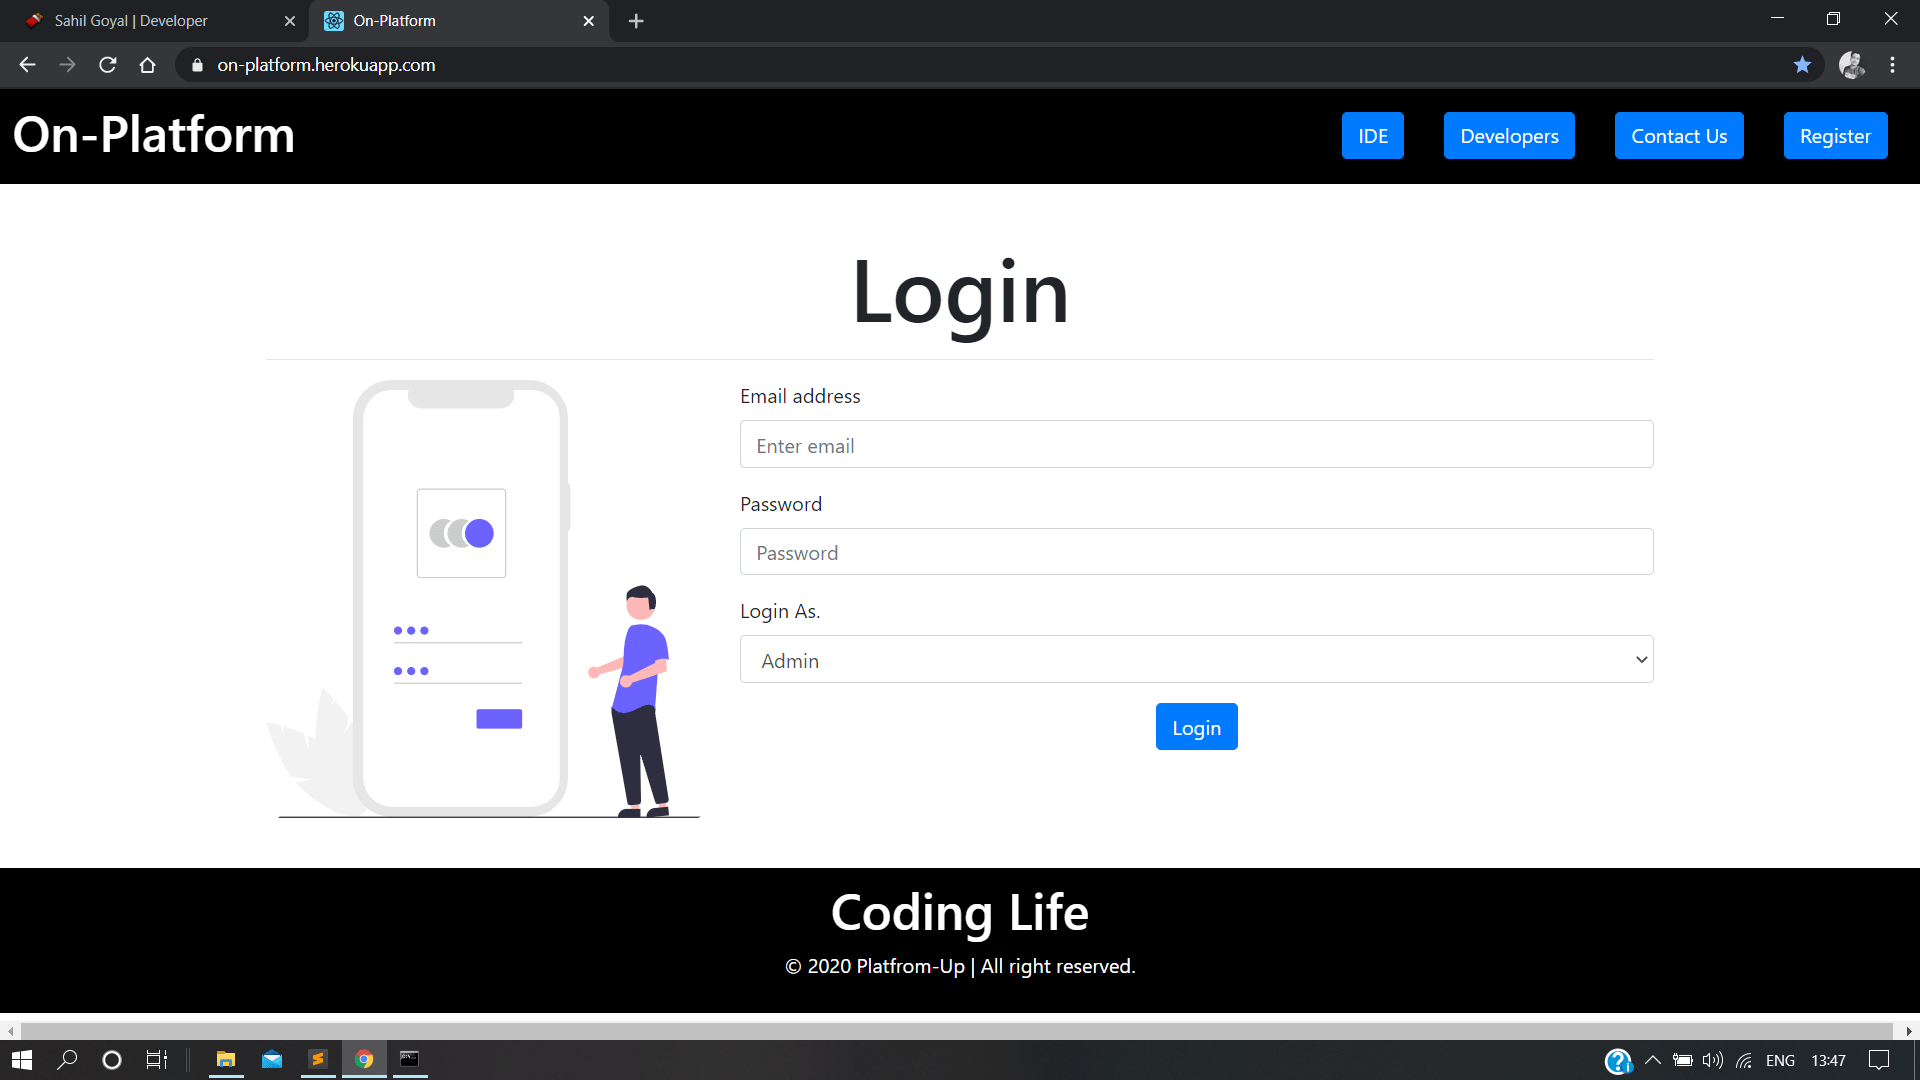 Sahil Goyal | Developer
On-Platform
on-platform.herokuapp.com
On-Platform
IDE
Developers
Contact Us
Register
Login
Email address
Enter email
Password
Password
Login As.
Admin
Login
Coding Life
© 2020 Platfrom-Up | All right reserved.
ENG
13:47